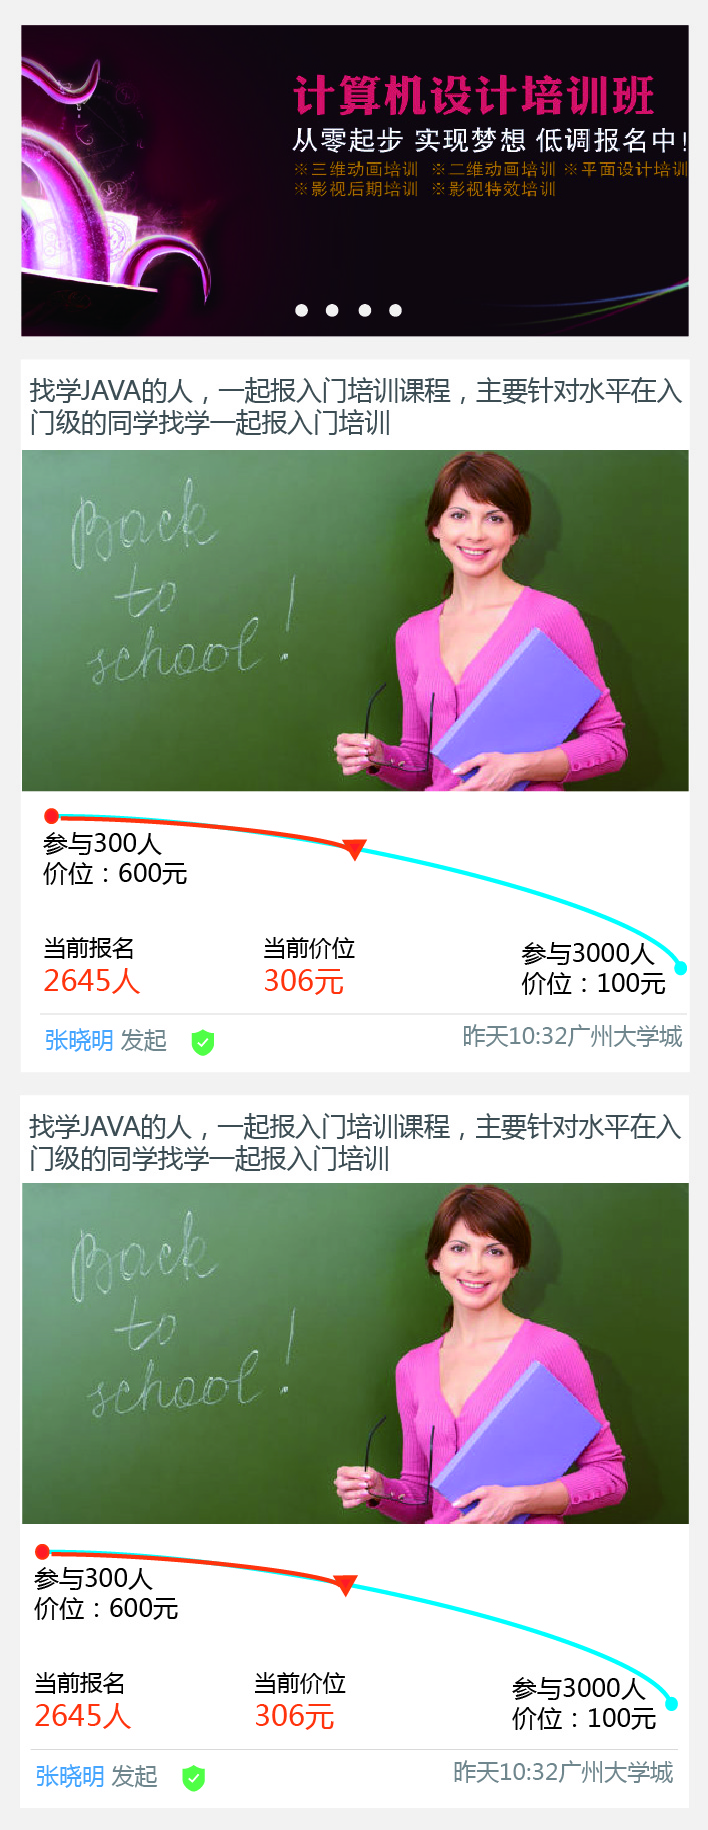 计算机设计培训班
从零起步 实现梦想 低调报名中!
※三维动画培训 ※二维动画培训 ※平面设计培训
※影视后期培训 ※影视特效培训
找学JAVA的人，一起报入门培训课程，主要针对水平在入
门级的同学找学一起报入门培训
Back
to
school!
参与300人
价位：600元
当前报名
2645人
当前价位
306元
参与3000人
价位：100元
张晓明 发起
昨天10:32广州大学城
找学JAVA的人，一起报入门培训课程，主要针对水平在入
门级的同学找学一起报入门培训
Back
to
school!
参与300人
价位：600元
当前报名
2645人
当前价位
306元
参与3000人
价位：100元
张晓明 发起
昨天10:32广州大学城